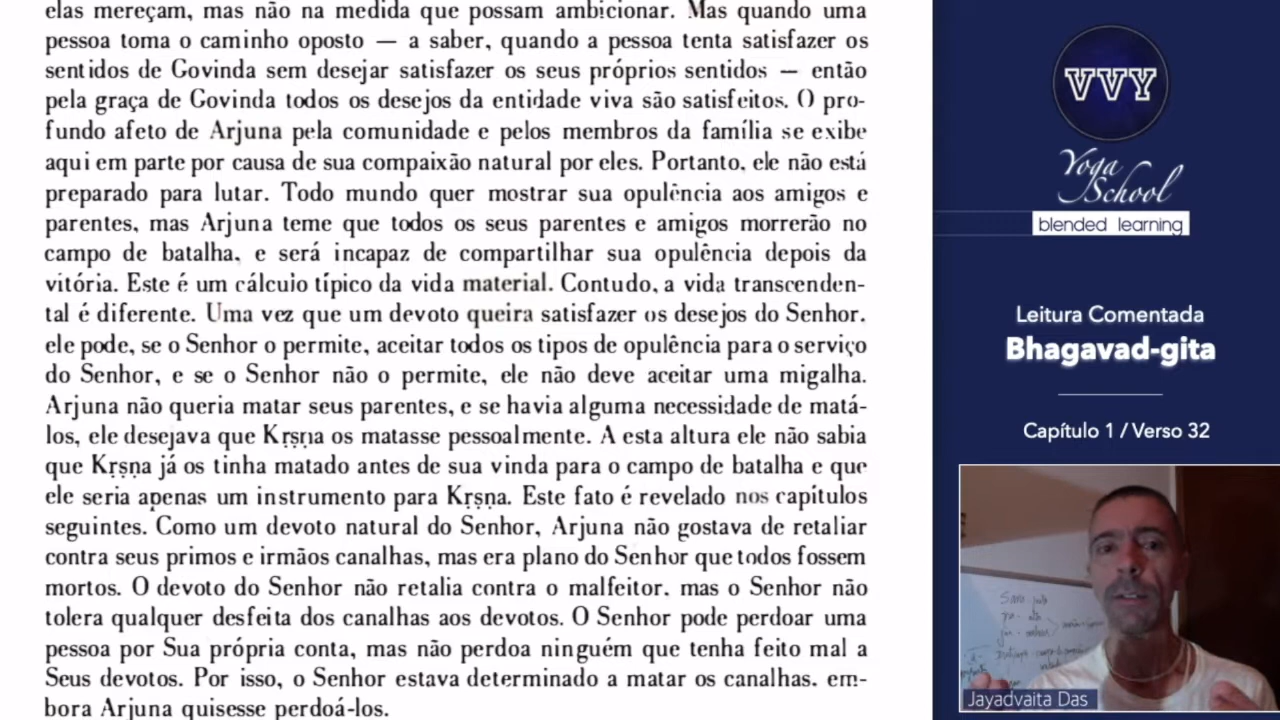 elas mereçam, mas não na medida que possam ambicionar. Mas quando uma
pessoa toma o caminho oposto — a saber, quando a pessoa tenta satisfazer os
sentidos de Govinda sem desejar satisfazer os seus próprios sentidos — então
pela graça de Govinda todos os desejos da entidade viva são satisfeitos. O pro-
fundo afeto de Arjuna pela comunidade e pelos membros da família se exibe
aqui em parte por causa de sua compaixão natural por eles. Portanto, ele não está
preparado para lutar. Todo mundo quer mostrar sua opulência aos amigos e
parentes, mas Arjuna teme que todos os seus parentes e amigos morrerão no
campo de batalha, e será incapaz de compartilhar sua opulência depois da
vitória. Este é um cálculo típico da vida material. Contudo, a vida transcenden-
tal é diferente. Uma vez que um devoto queira satisfazer os desejos do Senhor,
ele pode, se o Senhor o permite, aceitar todos os tipos de opulência para o serviço
do Senhor, e se o Senhor não o permite, ele não deve aceitar uma migalha.
Arjuna não queria matar seus parentes, e se havia alguma necessidade de matá-
los, ele desejava que Kṛṣṇa os matasse pessoalmente. A esta altura ele não sabia
que Kṛṣṇa já os tinha matado antes de sua vinda para o campo de batalha e que
ele seria apenas um instrumento para Kṛṣṇa. Este fato é revelado nos capítulos
seguintes. Como um devoto natural do Senhor, Arjuna não gostava de retaliar
contra seus primos e irmãos canalhas, mas era plano do Senhor que todos fossem
mortos. O devoto do Senhor não retalia contra o malfeitor, mas o Senhor não
tolera qualquer desfeita dos canalhas aos devotos. O Senhor pode perdoar uma
pessoa por Sua própria conta, mas não perdoa ninguém que tenha feito mal a
Seus devotos. Por isso, o Senhor estava determinado a matar os canalhas, em-
bora Arjuna quisesse perdoá-los.
VVY
Yoga
School
blended learning
Leitura Comentada
Bhagavad-gita
Capítulo 1 / Verso 32
Jayadvaita Das